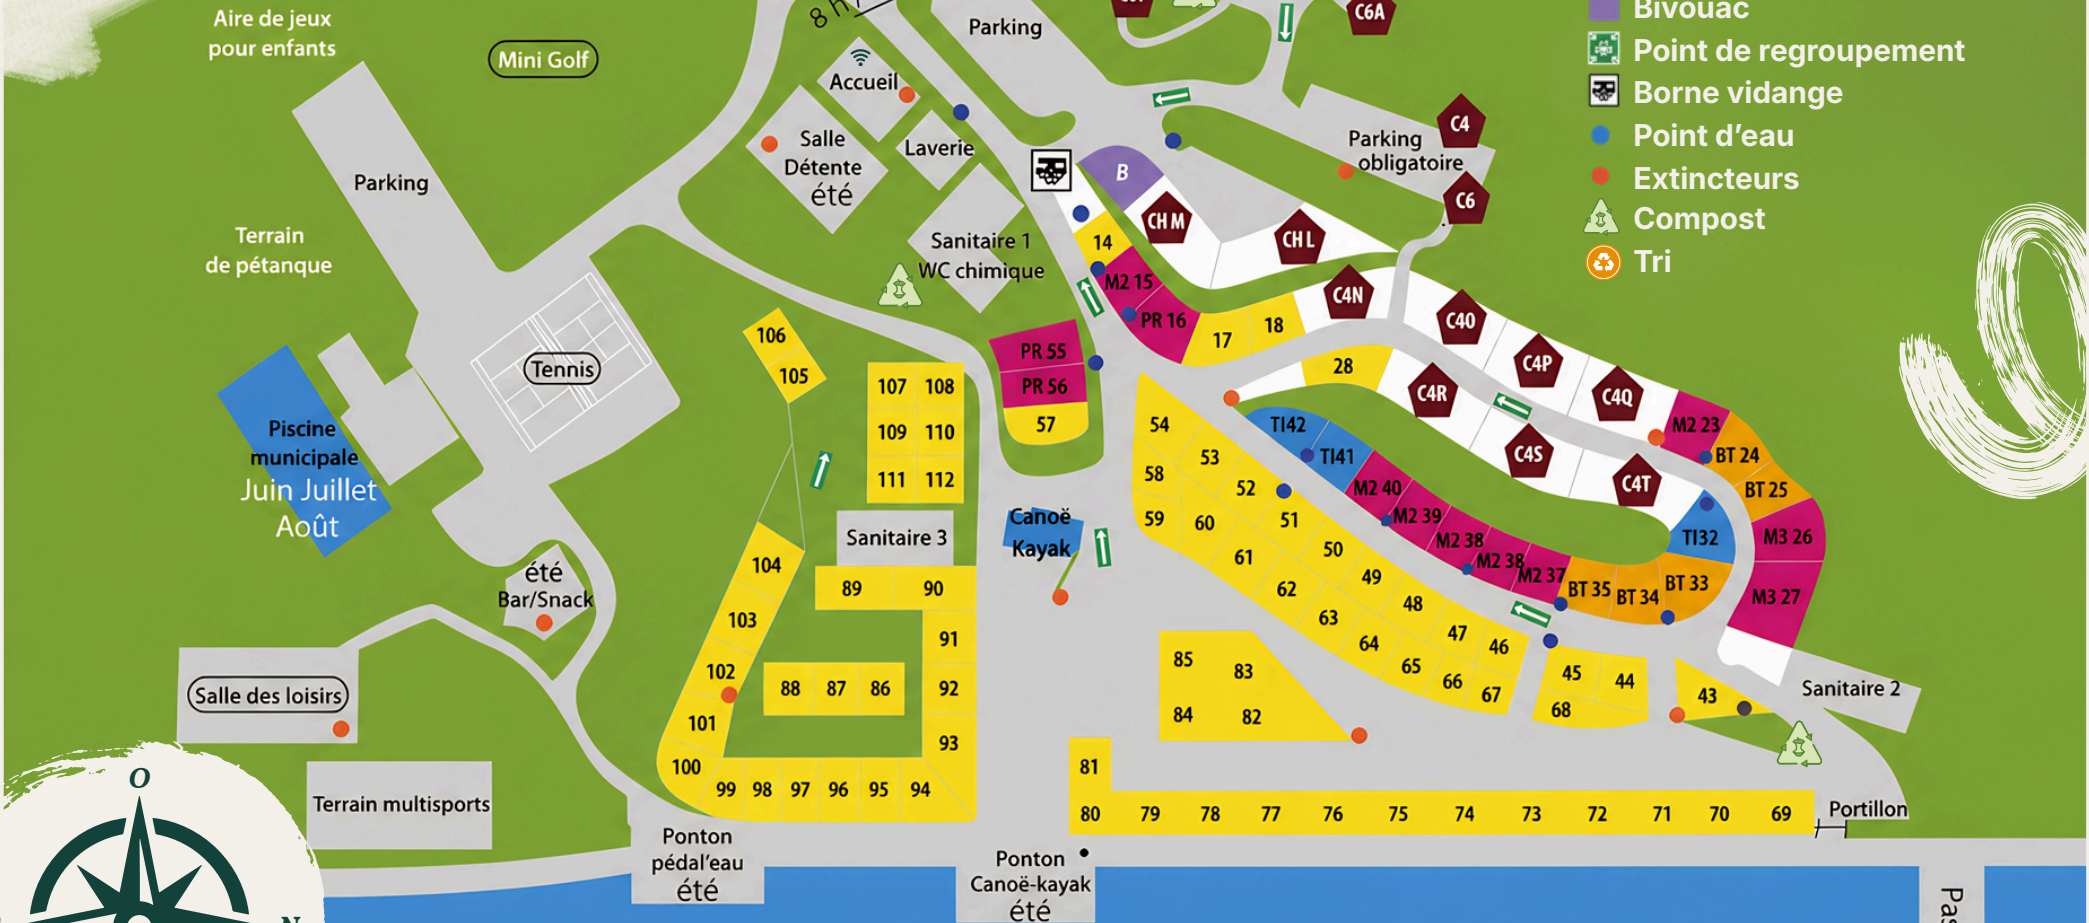 Aire de jeux
pour enfants
Mini Golf
8 h
Parking
C6A
Bivouac
Point de regroupement
Borne vidange
Point d’eau
Extincteurs
Compost
Tri
Accueil
Salle
Détente
été
Laverie
Parking
obligatoire
C4
C6
B
CH M
CH L
Parking
Terrain
de pétanque
Sanitaire 1
WC chimique
14
M2 15
PR 16
17
18
C4N
C4O
C4P
C4Q
M2 23
BT 24
BT 25
M3 26
M3 27
28
C4R
C4S
C4T
TI32
BT 33
BT 34
BT 35
M2 37
M2 38
M2 38
M2 39
M2 40
TI41
TI42
Tennis
Piscine
municipale
Juin Juillet
Août
106
105
107 108
109 110
111 112
PR 55
PR 56
57
54
53
52
51
50
49
48
47
46
45
44
43
58
59
60
61
62
63
64
65
66
67
68
Canoë
Kayak
Sanitaire 3
été
Bar/Snack
104
103
102
101
100
89 90
91
92
93
88 87 86
99 98 97 96 95 94
85 83
84 82
81
80 79 78 77 76 75 74 73 72 71 70 69
Sanitaire 2
Portillon
Salle des loisirs
Terrain multisports
O
N
Ponton
pédal’eau
été
Ponton
Canoë-kayak
été
Pas